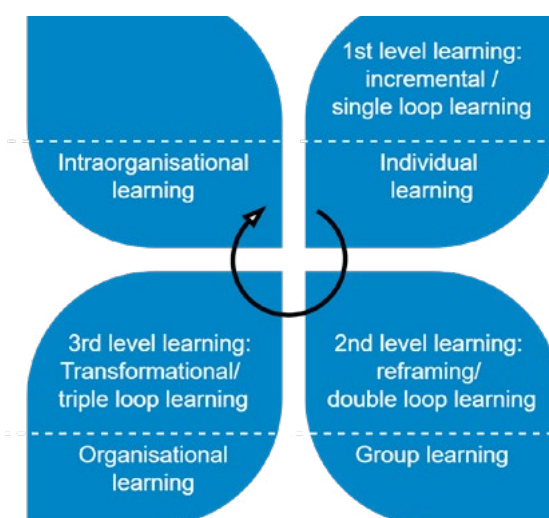 1st level learning:
incremental /
single loop learning
Intraorganisational
learning
Individual
learning
3rd level learning:
Transformational/
triple loop learning
2nd level learning:
reframing/
double loop learning
Organisational
learning
Group learning